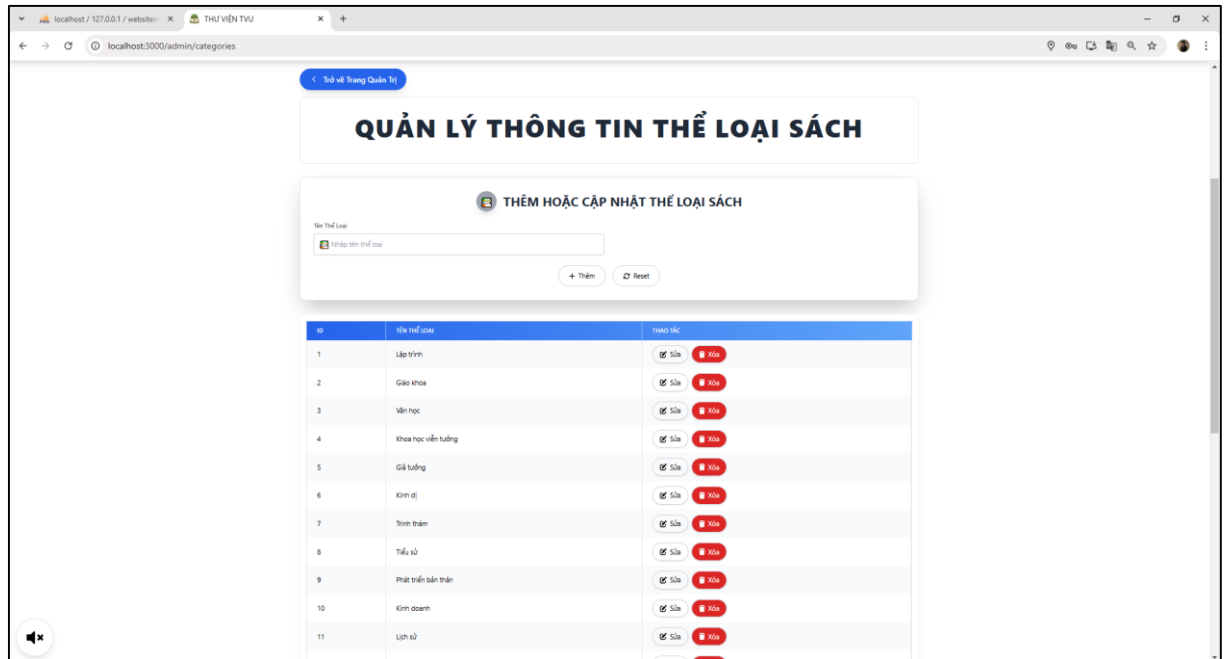 localhost / 127.0.0.1 / website
THƯ VIỆN TVU
localhost:3000/admin/categories
Trở về Trang Quản Trị
QUẢN LÝ THÔNG TIN THỂ LOẠI SÁCH
THÊM HOẶC CẬP NHẬT THỂ LOẠI SÁCH
Tên Thể Loại
Nhập tên thể loại
+ Thêm Reset
ID TÊN THỂ LOẠI THAO TÁC
1 Lập trình Sửa Xóa
2 Giáo khoa Sửa Xóa
3 Văn học Sửa Xóa
4 Khoa học viễn tưởng Sửa Xóa
5 Giả tưởng Sửa Xóa
6 Kinh dị Sửa Xóa
7 Trinh thám Sửa Xóa
8 Tiểu sử Sửa Xóa
9 Phát triển bản thân Sửa Xóa
10 Kinh doanh Sửa Xóa
11 Lịch sử Sửa Xóa